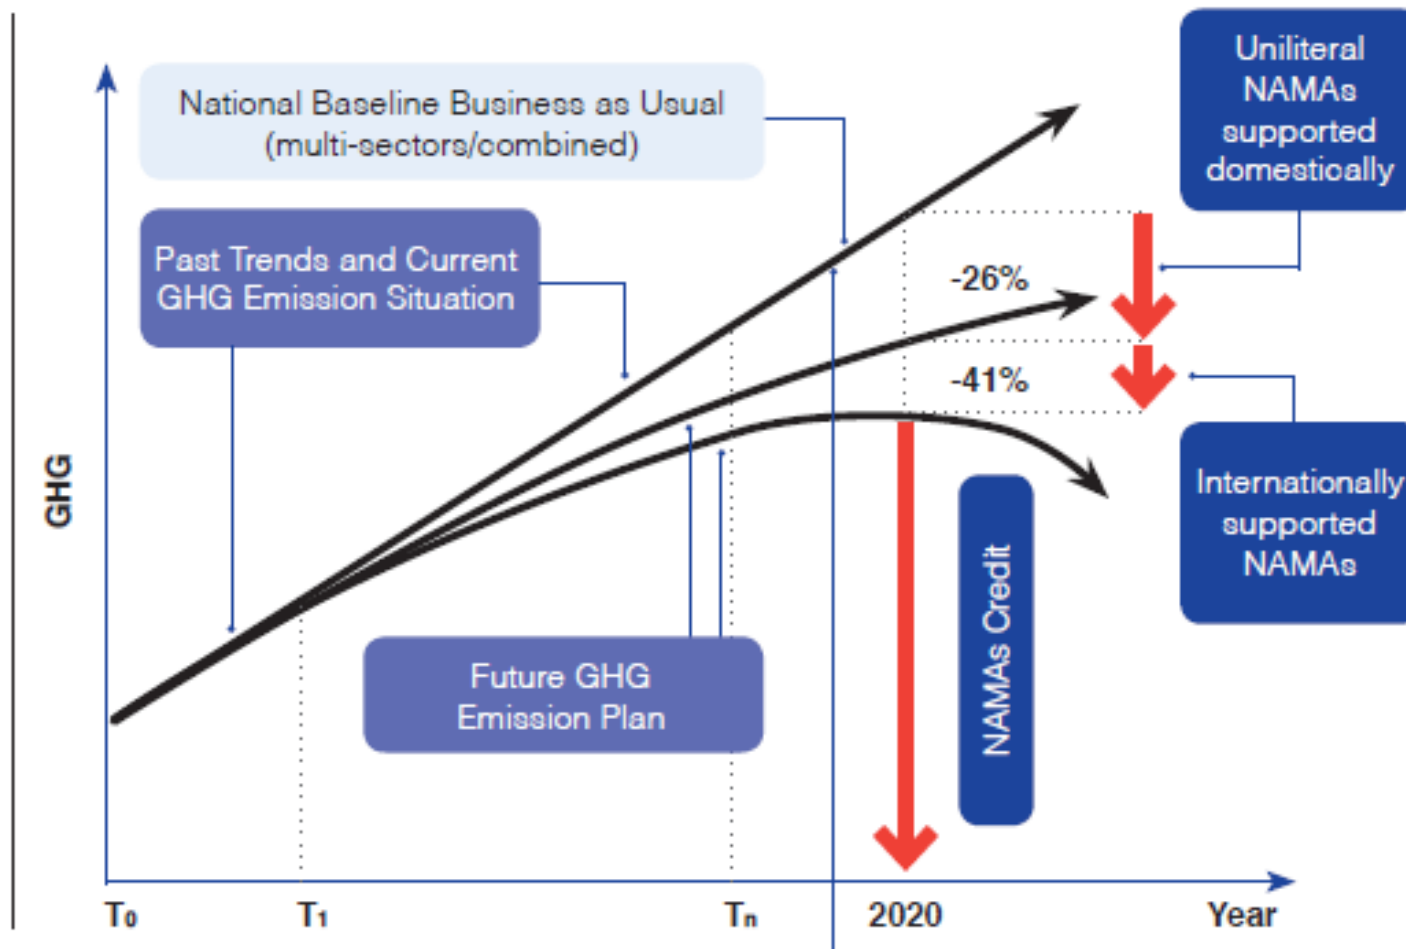 National Baseline Business as Usual
(multi-sectors/combined)
Uniliteral
NAMAs
supported
domestically
Past Trends and Current
GHG Emission Situation
-26%
-41%
GHG
Internationally
supported
NAMAs
NAMAs Credit
Future GHG
Emission Plan
T0
T1
Tn
2020
Year